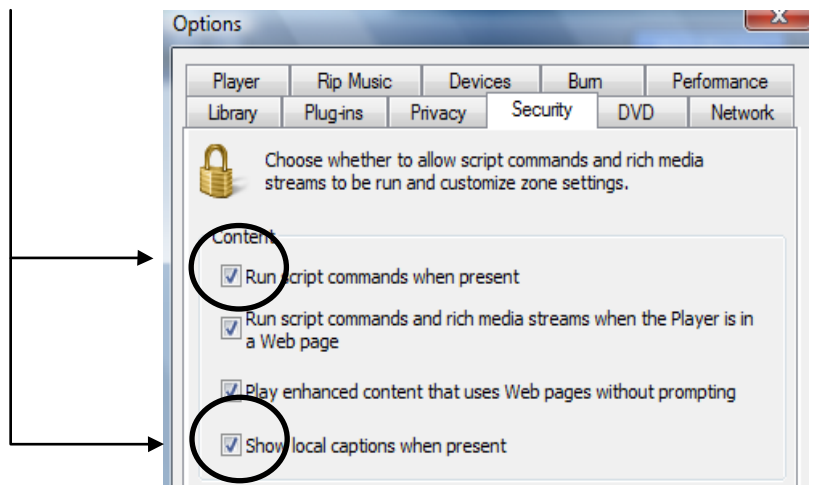 Options
Player Rip Music Devices Burn Performance
Library Plug-ins Privacy Security DVD Network
Choose whether to allow script commands and rich media
streams to be run and customize zone settings.
Content
Run script commands when present
Run script commands and rich media streams when the Player is in
a Web page
Play enhanced content that uses Web pages without prompting
Show local captions when present